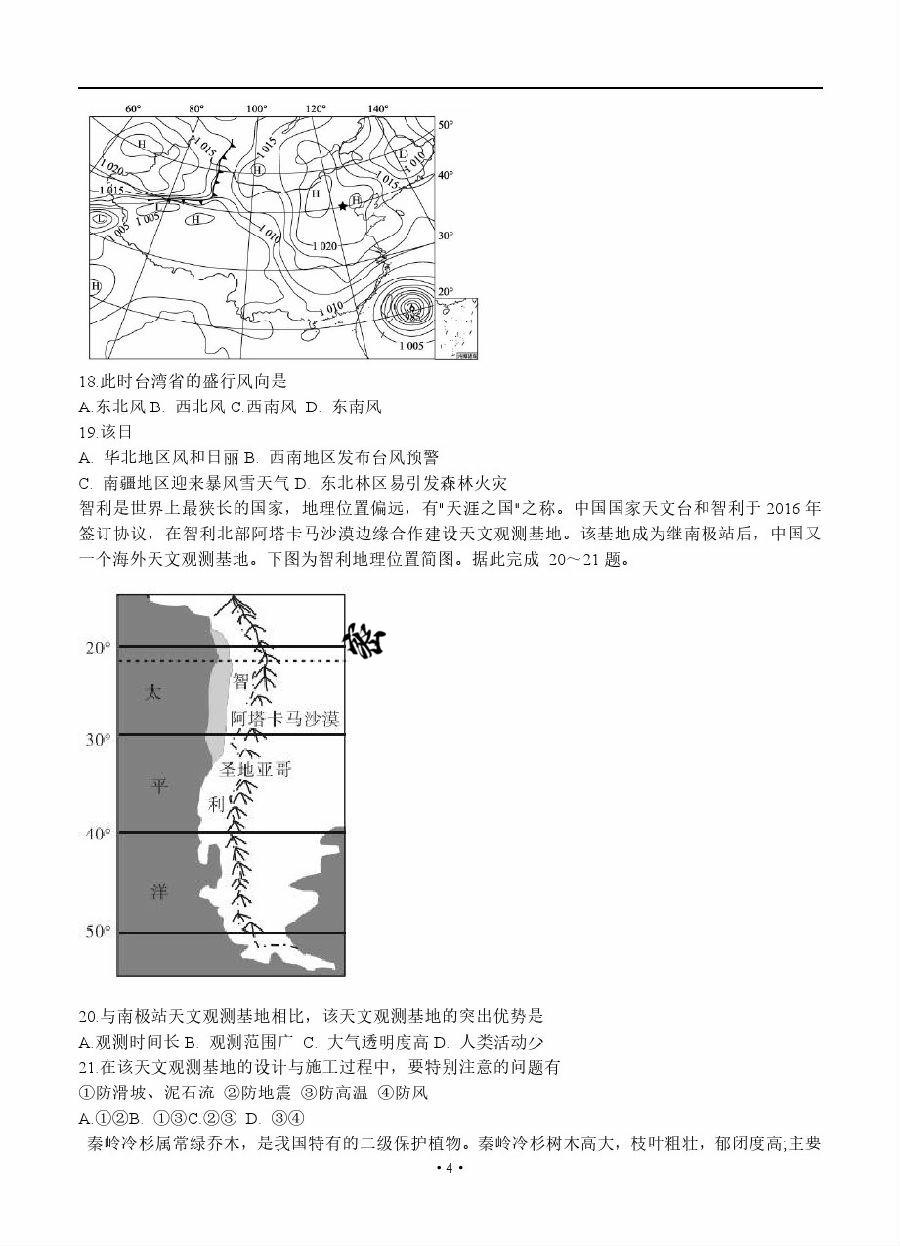 60° 80° 100° 120° 140°
50°
H
1015
H
1015
L
1010
1020
40°
1015
1015
H
H
L
1005
H
L
1005
1010
30°
1020
H
20°
1010
985
1005
南海诸岛
18.此时台湾省的盛行风向是
A.东北风 B. 西北风 C.西南风 D. 东南风
19.该日
A. 华北地区风和日丽 B. 西南地区发布台风预警
C. 南疆地区迎来暴风雪天气 D. 东北林区易引发森林火灾
智利是世界上最狭长的国家，地理位置偏远，有"天涯之国"之称。中国国家天文台和智利于 2016 年
签订协议，在智利北部阿塔卡马沙漠边缘合作建设天文观测基地。该基地成为继南极站后，中国又
一个海外天文观测基地。下图为智利地理位置简图。据此完成 20～21 题。
20°
太
智
阿塔卡马沙漠
30°
圣地亚哥
平
利
40°
洋
50°
20.与南极站天文观测基地相比，该天文观测基地的突出优势是
A.观测时间长 B. 观测范围广 C. 大气透明度高 D. 人类活动少
21.在该天文观测基地的设计与施工过程中，要特别注意的问题有
①防滑坡、泥石流 ②防地震 ③防高温 ④防风
A.①②B. ①③C.②③ D. ③④
秦岭冷杉属常绿乔木，是我国特有的二级保护植物。秦岭冷杉树木高大，枝叶粗壮，郁闭度高;主要
·4·